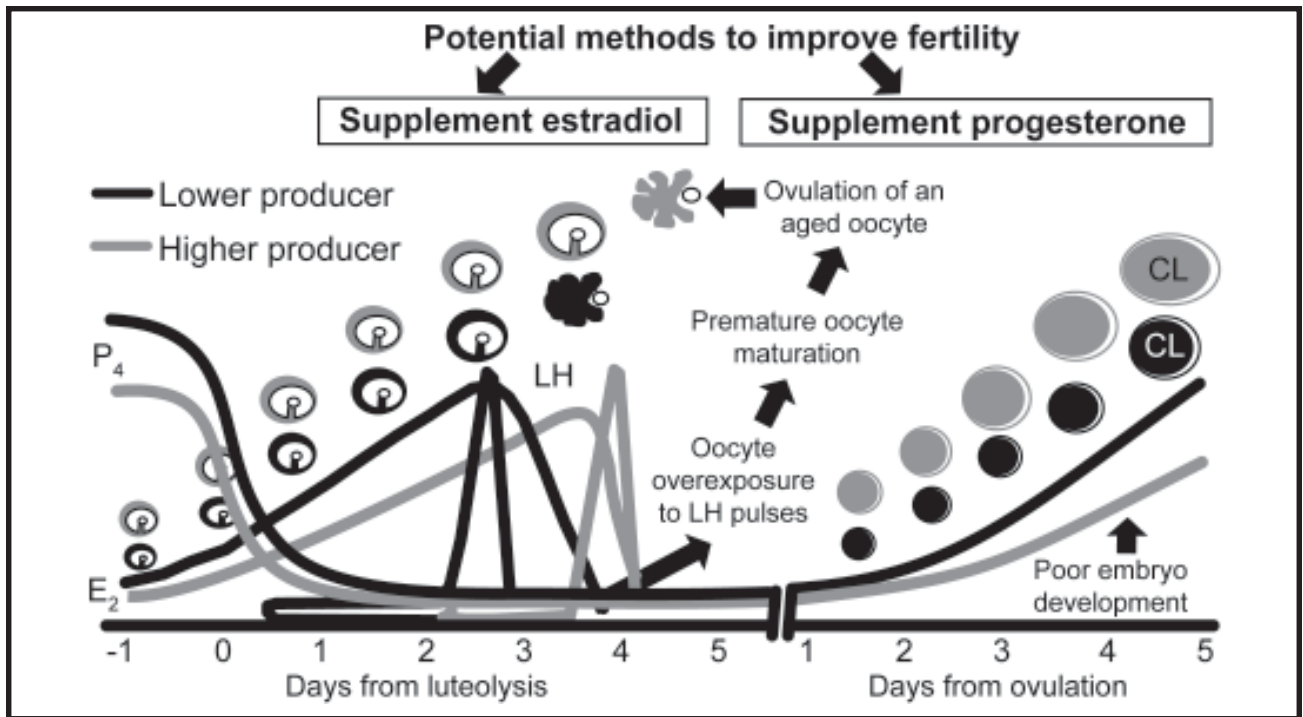 Potential methods to improve fertility
Supplement estradiol
Supplement progesterone
Lower producer
Higher producer
Ovulation of an
aged oocyte
Premature oocyte
maturation
Oocyte
overexposure
to LH pulses
P4
LH
E2
CL
CL
Poor embryo
development
-1 0 1 2 3 4 5
Days from luteolysis
1 2 3 4 5
Days from ovulation